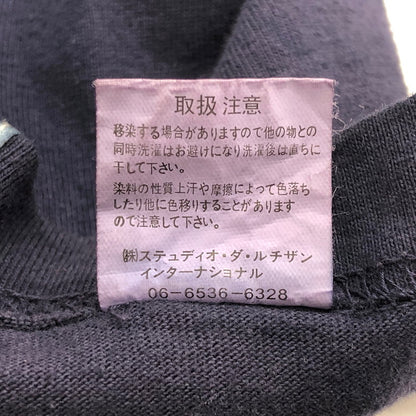 取扱注意
移染する場合がありますので他の物との
同時洗濯はお避けになり洗濯後は直ちに
干して下さい。
染料の性質上汗や摩擦によって色落ち
したり他に色移りすることがあります
ので注意して下さい。
㈱ステュディオ・ダ・ルチザン
インターナショナル
06-6536-6328